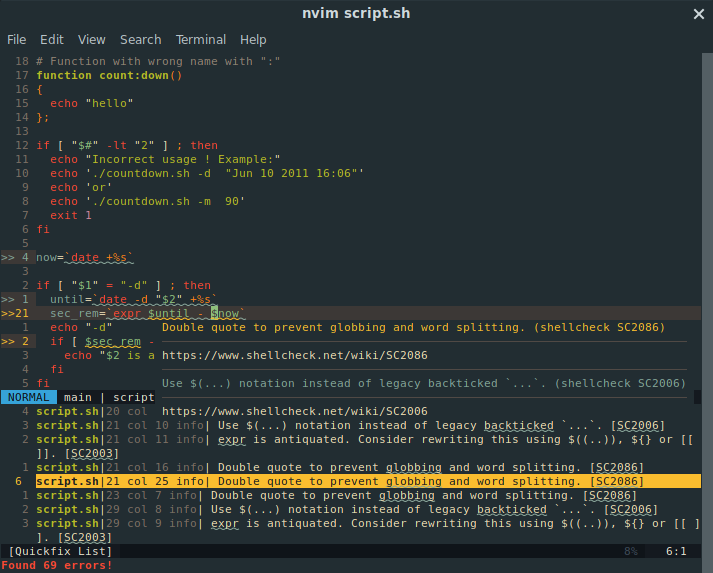 nvim script.sh
File Edit View Search Terminal Help
18 # Function with wrong name with ":"
17 function count:down()
16 {
15 echo "hello"
14 };
13
12 if [ "$#" -lt "2" ] ; then
11 echo "Incorrect usage ! Example:"
10 echo './countdown.sh -d  "Jun 10 2011 16:06"'
9 echo 'or'
8 echo './countdown.sh -m  90'
7 exit 1
6 fi
5
>> 4 now=`date +%s`
3
2 if [ "$1" = "-d" ] ; then
>> 1 until=`date -d "$2" +%s`
>>21 sec_rem=`expr $until - $now`
1 echo "-d" Double quote to prevent globbing and word splitting. (shellcheck SC2086)
>> 2 if [ $sec_rem -
3 echo "$2 is a https://www.shellcheck.net/wiki/SC2086
4 fi
5 fi Use $(...) notation instead of legacy backticked `...`. (shellcheck SC2006)
NORMAL main | script
4 script.sh|20 col https://www.shellcheck.net/wiki/SC2006
3 script.sh|21 col 10 info| Use $(...) notation instead of legacy backticked `...`. [SC2006]
2 script.sh|21 col 11 info| expr is antiquated. Consider rewriting this using $((..)), ${} or [[
]]. [SC2003]
1 script.sh|21 col 16 info| Double quote to prevent globbing and word splitting. [SC2086]
6 script.sh|21 col 25 info| Double quote to prevent globbing and word splitting. [SC2086]
1 script.sh|23 col 7 info| Double quote to prevent globbing and word splitting. [SC2086]
2 script.sh|29 col 8 info| Use $(...) notation instead of legacy backticked `...`. [SC2006]
3 script.sh|29 col 9 info| expr is antiquated. Consider rewriting this using $((..)), ${} or [[ ]
]. [SC2003]
[Quickfix List] 8% 6:1
Found 69 errors!